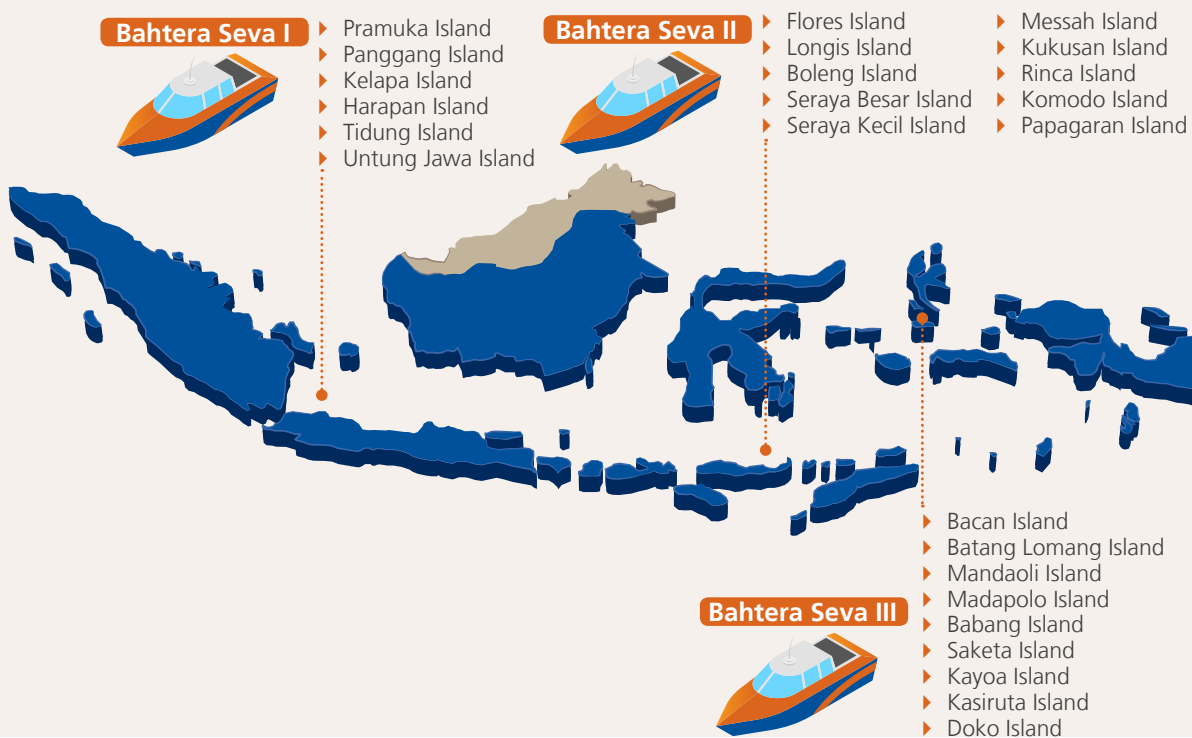 Bahtera Seva I
Pramuka Island
Panggang Island
Kelapa Island
Harapan Island
Tidung Island
Untung Jawa Island
Bahtera Seva II
Flores Island
Longis Island
Boleng Island
Seraya Besar Island
Seraya Kecil Island
Messah Island
Kukusan Island
Rinca Island
Komodo Island
Papagaran Island
Bahtera Seva III
Bacan Island
Batang Lomang Island
Mandaoli Island
Madapolo Island
Babang Island
Saketa Island
Kayoa Island
Kasiruta Island
Doko Island